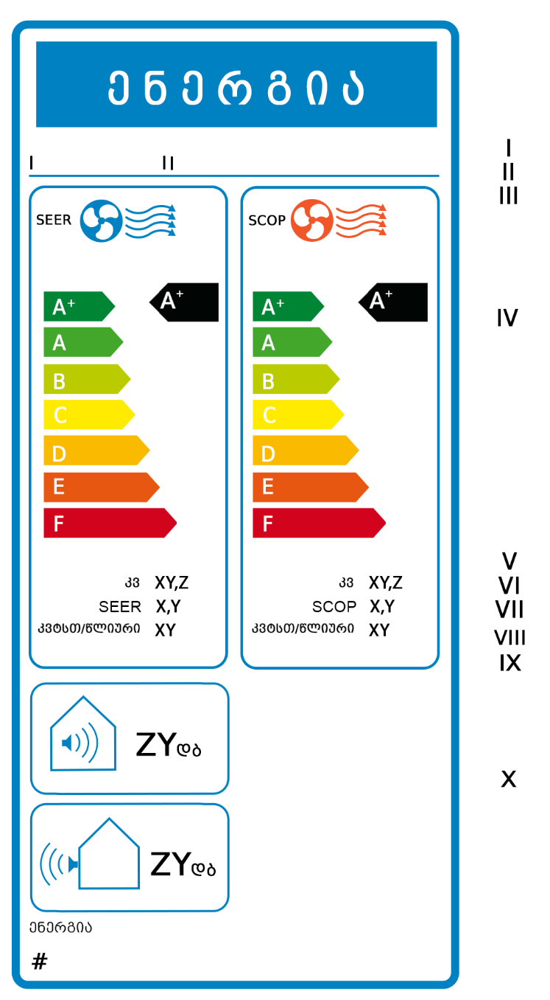 ენერგია
I II
I
II
III
SEER
SCOP
A+ A+
A
B
C
D
E
F
A+ A+
A
B
C
D
E
F
IV
კვ XY,Z
SEER X,Y
კვტსთ/წლიური XY
კვ XY,Z
SCOP X,Y
კვტსთ/წლიური XY
V
VI
VII
VIII
IX
ZYდბ
X
ZYდბ
ენერგია
#